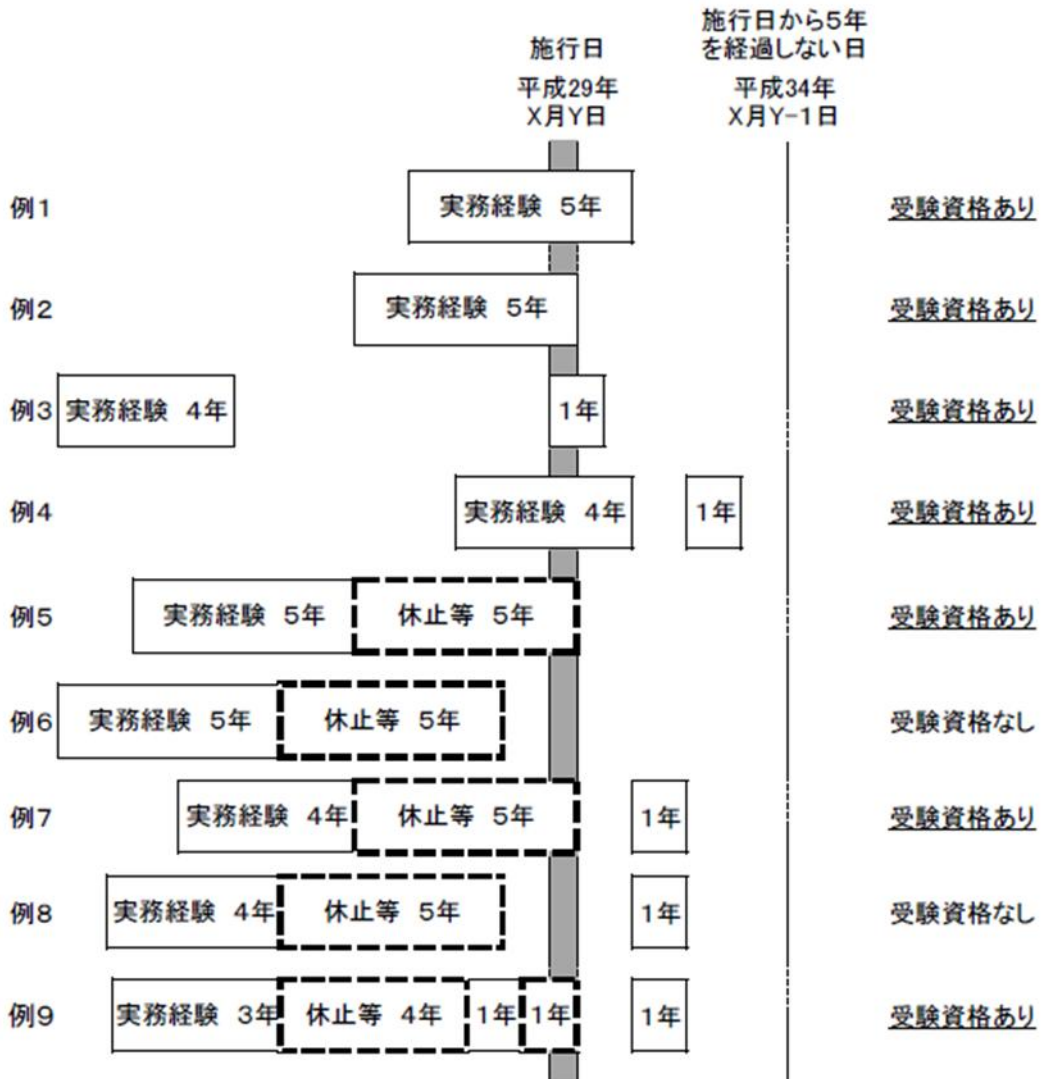 施行日
平成29年
X月Y日
施行日から5年
を経過しない日
平成34年
X月Y-1日
例1 実務経験 5年 受験資格あり
例2 実務経験 5年 受験資格あり
例3 実務経験 4年 1年 受験資格あり
例4 実務経験 4年 1年 受験資格あり
例5 実務経験 5年 休止等 5年 受験資格あり
例6 実務経験 5年 休止等 5年 受験資格なし
例7 実務経験 4年 休止等 5年 1年 受験資格あり
例8 実務経験 4年 休止等 5年 1年 受験資格なし
例9 実務経験 3年 休止等 4年 1年 1年 1年 受験資格あり